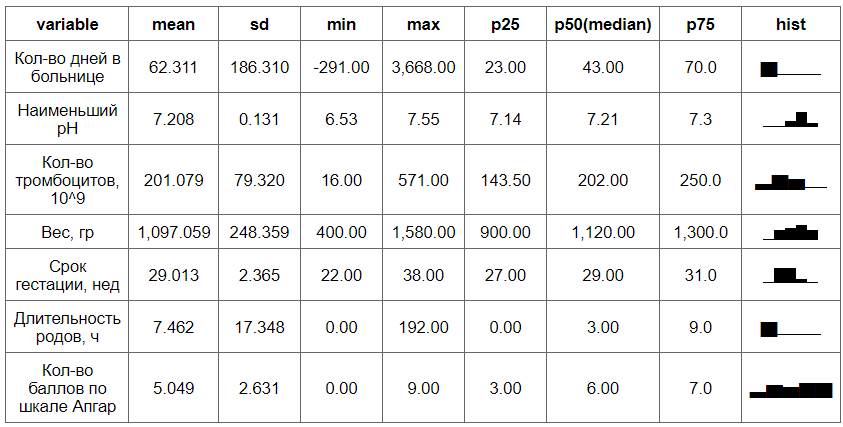 variable mean sd min max p25 p50(median) p75 hist
Кол-во дней в больнице 62.311 186.310 -291.00 3,668.00 23.00 43.00 70.0
Наименьший pH 7.208 0.131 6.53 7.55 7.14 7.21 7.3
Кол-во тромбоцитов, 10^9 201.079 79.320 16.00 571.00 143.50 202.00 250.0
Вес, гр 1,097.059 248.359 400.00 1,580.00 900.00 1,120.00 1,300.0
Срок гестации, нед 29.013 2.365 22.00 38.00 27.00 29.00 31.0
Длительность родов, ч 7.462 17.348 0.00 192.00 0.00 3.00 9.0
Кол-во баллов по шкале Апгар 5.049 2.631 0.00 9.00 3.00 6.00 7.0